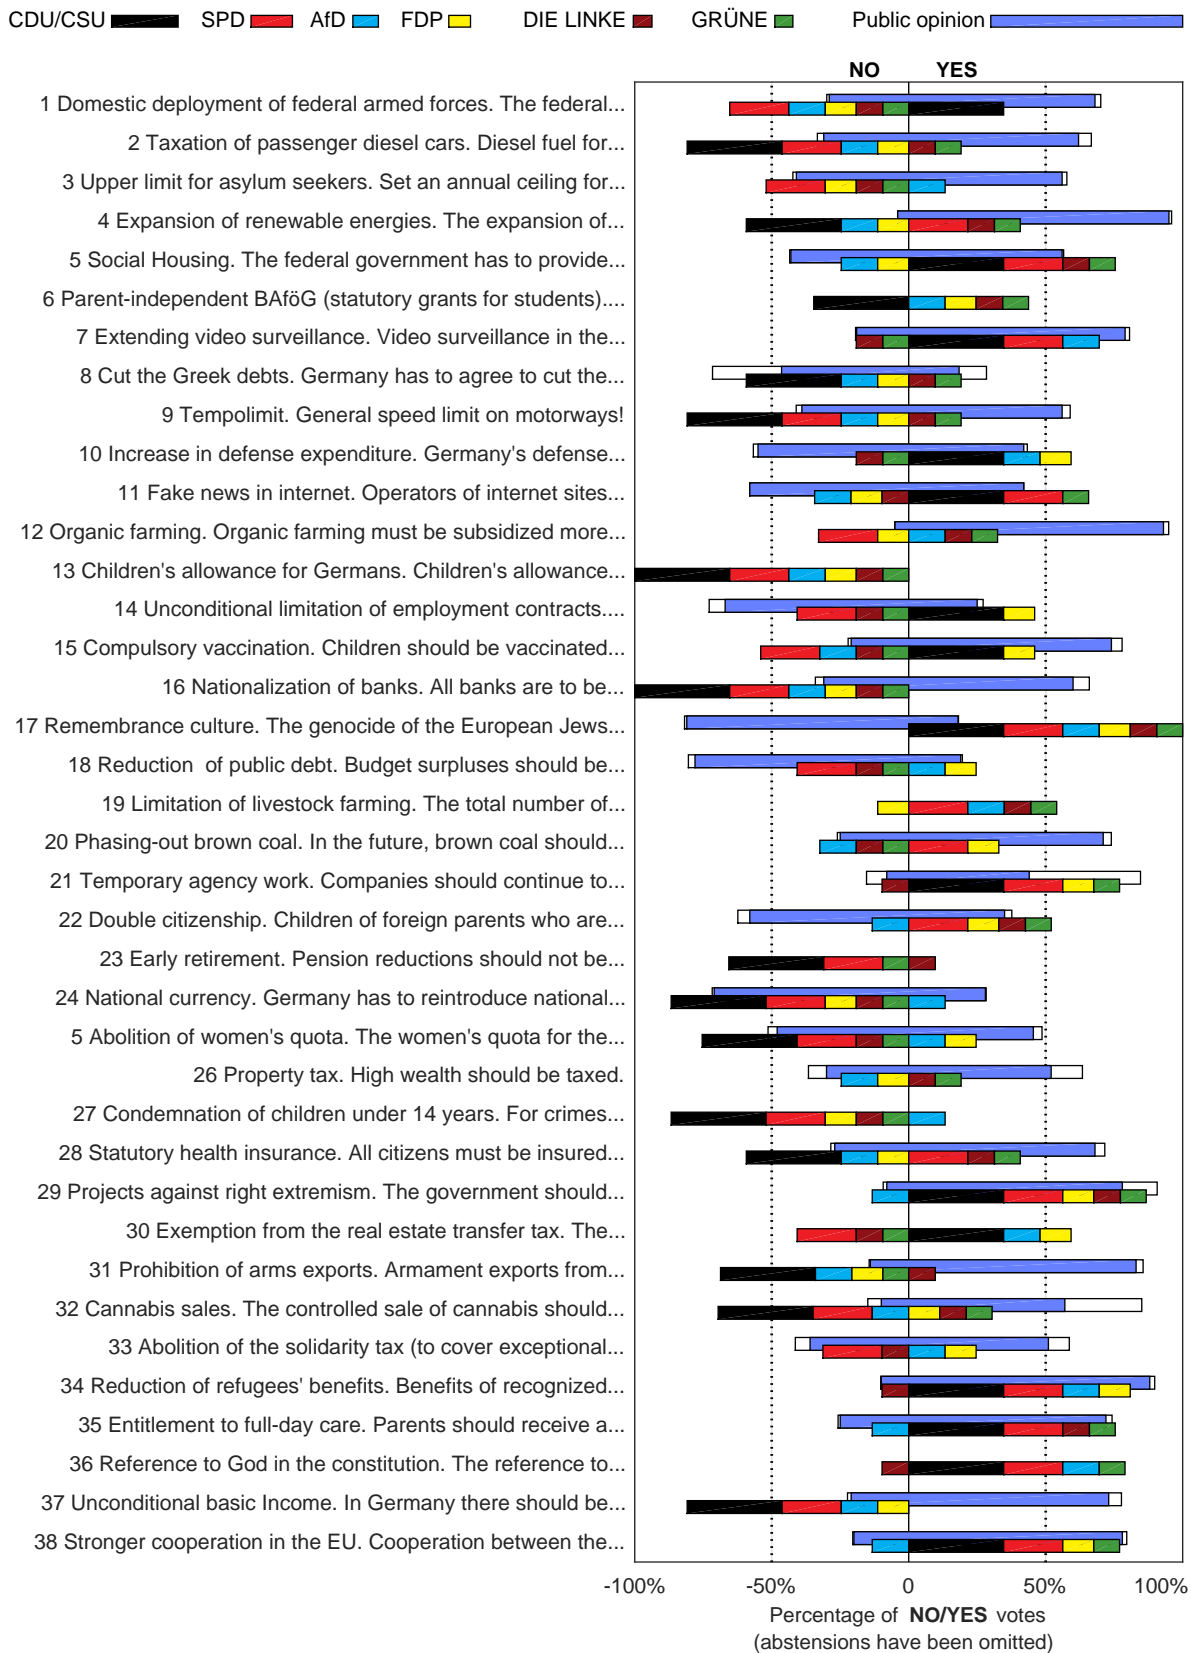 CDU/CSU SPD AfD FDP DIE LINKE GRÜNE Public opinion
NO YES
1 Domestic deployment of federal armed forces. The federal...
2 Taxation of passenger diesel cars. Diesel fuel for...
3 Upper limit for asylum seekers. Set an annual ceiling for...
4 Expansion of renewable energies. The expansion of...
5 Social Housing. The federal government has to provide...
6 Parent-independent BAföG (statutory grants for students)....
7 Extending video surveillance. Video surveillance in the...
8 Cut the Greek debts. Germany has to agree to cut the...
9 Tempolimit. General speed limit on motorways!
10 Increase in defense expenditure. Germany's defense...
11 Fake news in internet. Operators of internet sites...
12 Organic farming. Organic farming must be subsidized more...
13 Children's allowance for Germans. Children's allowance...
14 Unconditional limitation of employment contracts....
15 Compulsory vaccination. Children should be vaccinated...
16 Nationalization of banks. All banks are to be...
17 Remembrance culture. The genocide of the European Jews...
18 Reduction  of public debt. Budget surpluses should be...
19 Limitation of livestock farming. The total number of...
20 Phasing-out brown coal. In the future, brown coal should...
21 Temporary agency work. Companies should continue to...
22 Double citizenship. Children of foreign parents who are...
23 Early retirement. Pension reductions should not be...
24 National currency. Germany has to reintroduce national...
5 Abolition of women's quota. The women's quota for the...
26 Property tax. High wealth should be taxed.
27 Condemnation of children under 14 years. For crimes...
28 Statutory health insurance. All citizens must be insured...
29 Projects against right extremism. The government should...
30 Exemption from the real estate transfer tax. The...
31 Prohibition of arms exports. Armament exports from...
32 Cannabis sales. The controlled sale of cannabis should...
33 Abolition of the solidarity tax (to cover exceptional...
34 Reduction of refugees' benefits. Benefits of recognized...
35 Entitlement to full-day care. Parents should receive a...
36 Reference to God in the constitution. The reference to...
37 Unconditional basic Income. In Germany there should be...
38 Stronger cooperation in the EU. Cooperation between the...
-100% -50% 0 50% 100%
Percentage of NO/YES votes
(abstensions have been omitted)